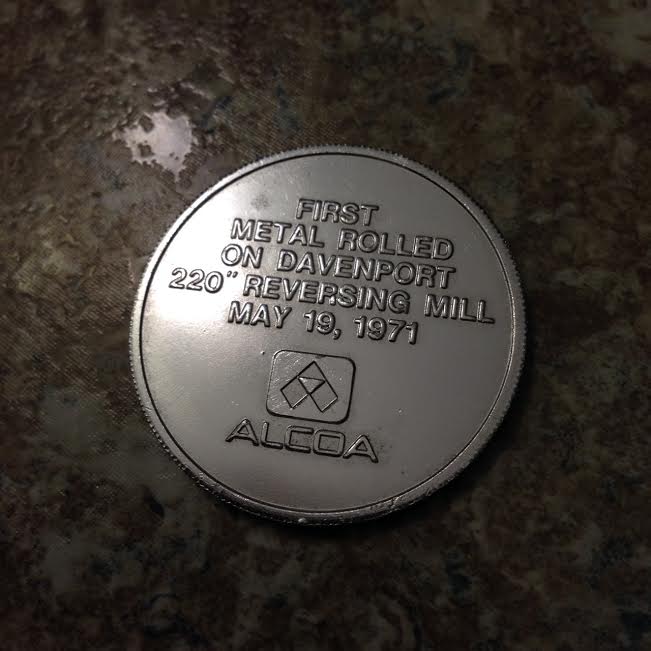 FIRST
METAL ROLLED
ON DAVENPORT
220" REVERSING MILL
MAY 19, 1971
ALCOA